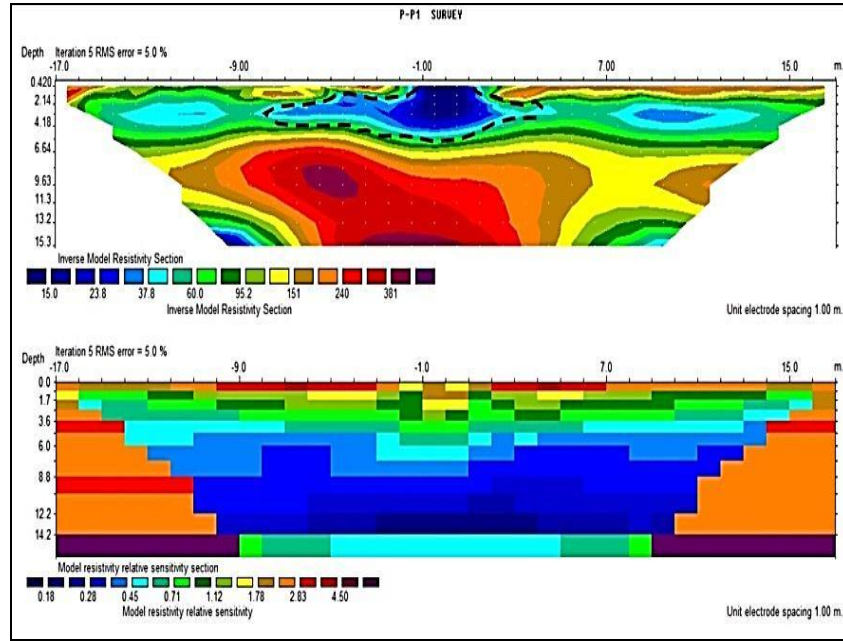 P-P1 SURVEY
Depth Iteration 5 RMS error = 5.0 %
-17.0 -9.00 -1.00 7.00 15.0 m.
0.420
2.14
4.18
6.64
9.63
11.3
13.2
15.3
Inverse Model Resistivity Section
15.0 23.8 37.8 60.0 95.2 151 240 381
Inverse Model Resistivity Section
Unit electrode spacing 1.00 m.
Depth Iteration 5 RMS error = 5.0 %
-17.0 -9.0 -1.0 7.0 15.0 m.
0.0
1.7
3.6
6.0
8.8
12.2
14.2
Model resistivity relative sensitivity section
0.18 0.28 0.45 0.71 1.12 1.78 2.83 4.50
Model resistivity relative sensitivity
Unit electrode spacing 1.00 m.